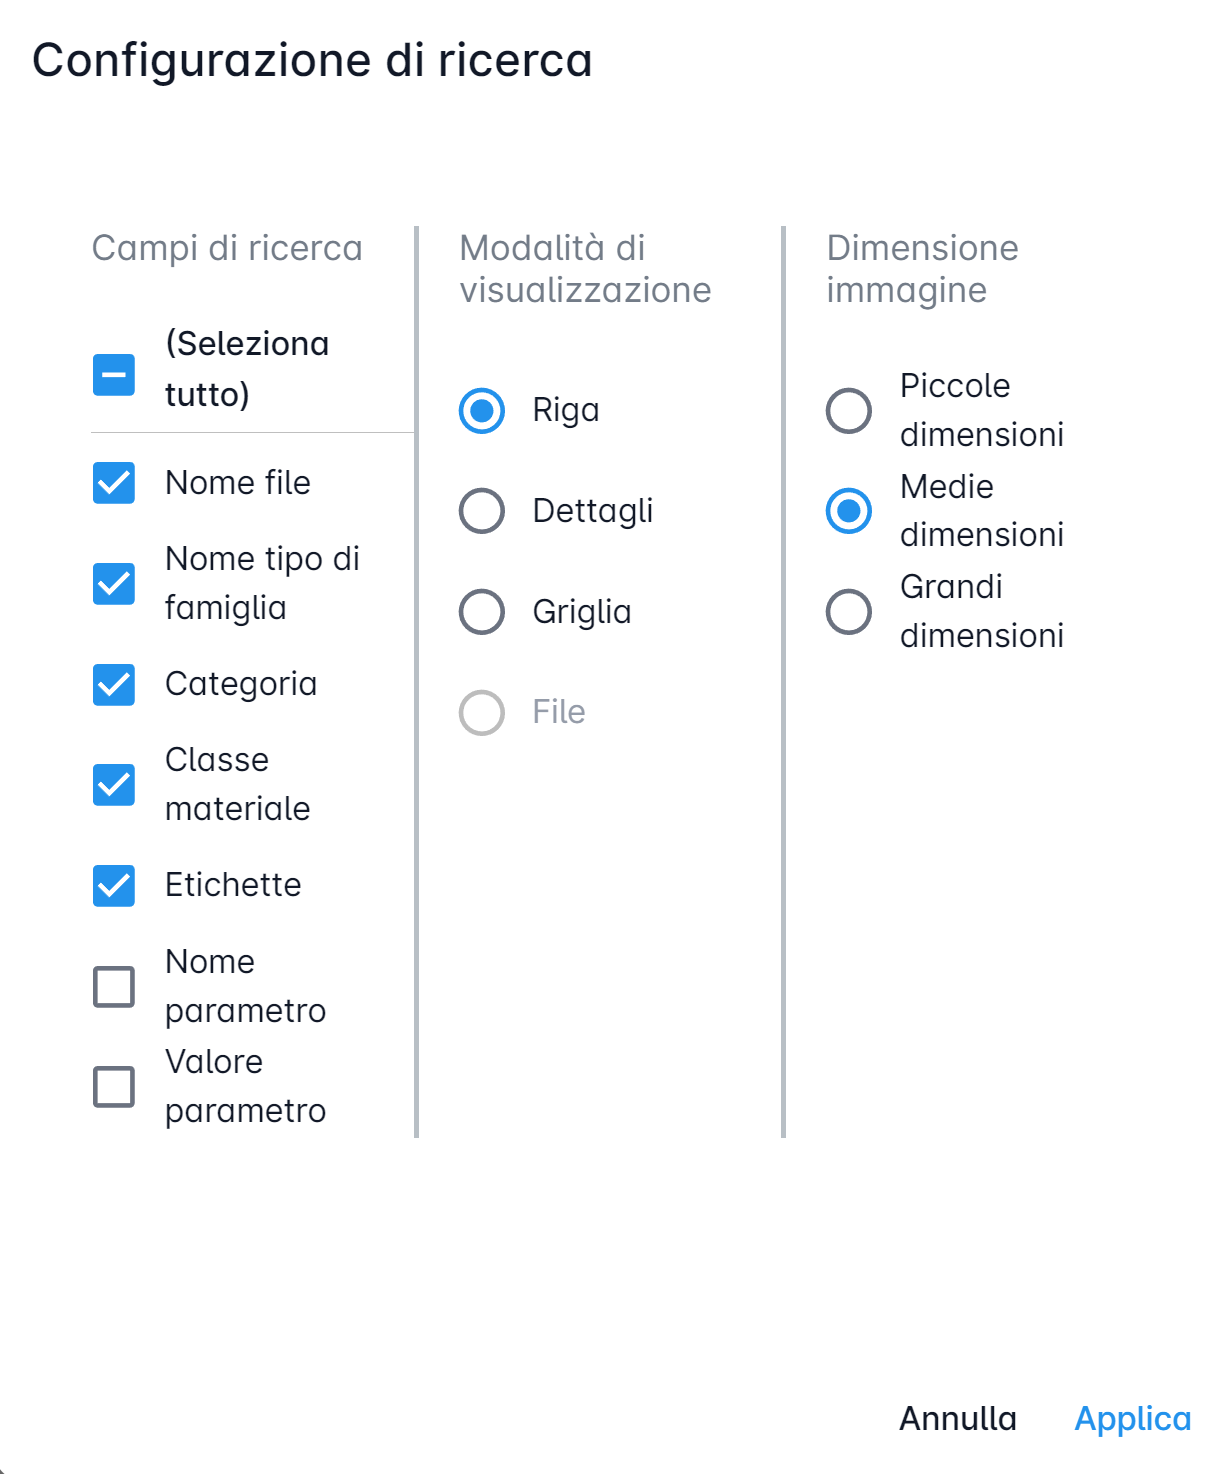 Configurazione di ricerca
Campi di ricerca
(Seleziona
tutto)
Nome file
Nome tipo di
famiglia
Categoria
Classe
materiale
Etichette
Nome
parametro
Valore
parametro
Modalità di
visualizzazione
Riga
Dettagli
Griglia
File
Dimensione
immagine
Piccole
dimensioni
Medie
dimensioni
Grandi
dimensioni
Annulla
Applica